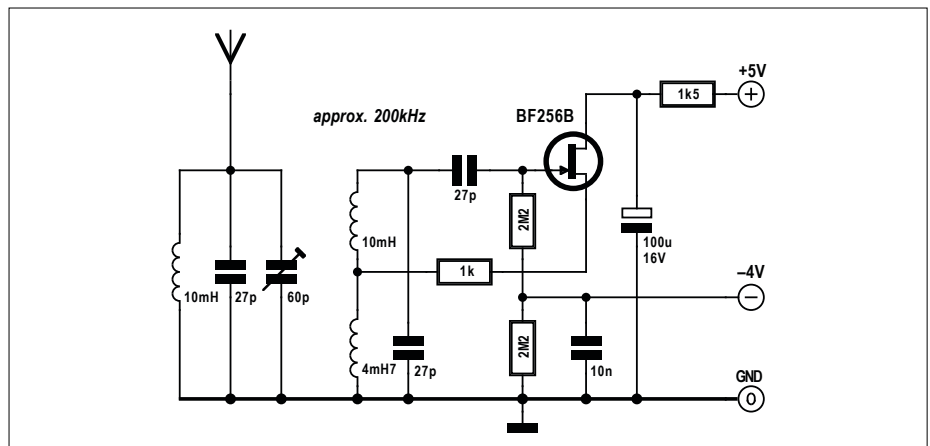 +5V
1k5
BF256B
approx. 200kHz
27p
2M2
10mH
100u
16V
1k
–4V
10mH
27p
60p
2M2
4mH7
27p
10n
GND
0